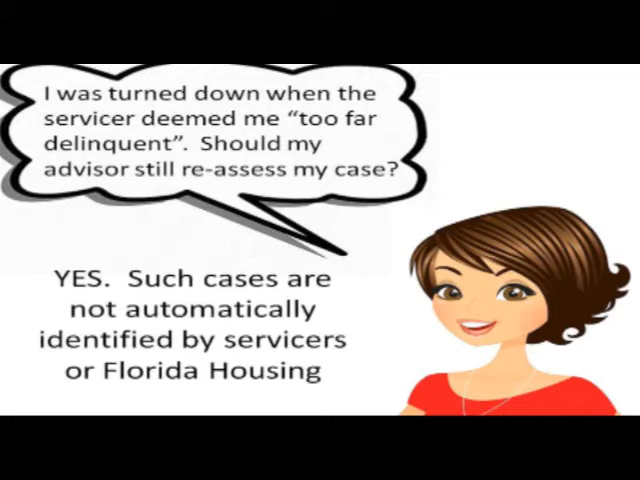 I was turned down when the
servicer deemed me “too far
delinquent”.  Should my
advisor still re-assess my case?
YES.  Such cases are
not automatically
identified by servicers
or Florida Housing